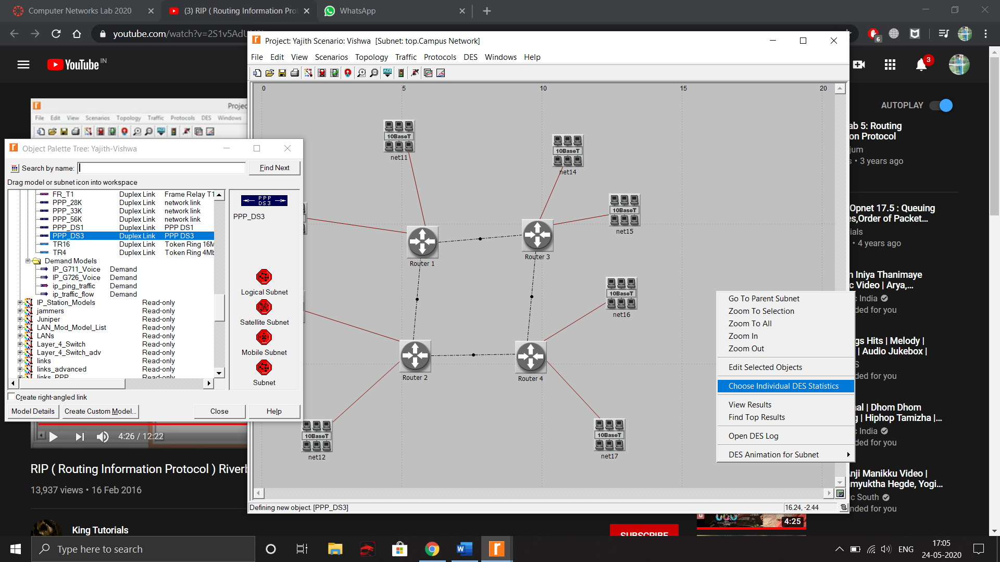 Computer Networks Lab 2020
(3) RIP ( Routing Information Pro
WhatsApp
youtube.com/watch?v=2S1v5AdU
6
YouTube IN
3
Project: Yajith Scenario: Vishwa [Subnet: top.Campus Network]
File Edit View Scenarios Topology Traffic Protocols DES Windows Help
ACE
0 5 10 15 20
Projec
File Edit View Scenarios Topology Traffic Protocols DES Windows
Object Palette Tree: Yajith-Vishwa
Search by name:
Find Next
Drag model or subnet icon into workspace
FR_T1 Duplex Link Frame Relay T1
PPP_28K Duplex Link network link
PPP_33K Duplex Link network link
PPP_56K Duplex Link network link
PPP_DS1 Duplex Link PPP DS1
PPP_DS3 Duplex Link PPP DS3
TR16 Duplex Link Token Ring 16M
TR4 Duplex Link Token Ring 4Mb
Demand Models
IP_G711_Voice Demand
IP_G726_Voice Demand
ip_ping_traffic Demand
ip_traffic_flow Demand
IP_Station_Models Read-only
jammers Read-only
Juniper Read-only
LAN_Mod_Model_List Read-only
LANs Read-only
Layer_4_Switch Read-only
Layer_4_Switch_adv Read-only
links Read-only
links_advanced Read-only
links_PPP Read-only
PPP
DS3
PPP_DS3
Logical Subnet
Satellite Subnet
Mobile Subnet
Subnet
Create right-angled link
Model Details
Create Custom Model...
Close
Help
10BaseT
net11
10BaseT
net14
10BaseT
net15
Router 1
Router 3
10BaseT
net16
Router 2
Router 4
10BaseT
net12
10BaseT
net17
Go To Parent Subnet
Zoom To Selection
Zoom To All
Zoom In
Zoom Out
Edit Selected Objects
Choose Individual DES Statistics
View Results
Find Top Results
Open DES Log
DES Animation for Subnet
Defining new object. [PPP_DS3]
16.24, -2.44
AUTOPLAY
ab 5: Routing
on Protocol
jum
s • 3 years ago
Opnet 17.5 : Queuing
es,Order of Packet...
ials
• 4 years ago
n Iniya Thanimaye
c Video | Arya,...
c India
ded for you
gs Hits | Melody |
| Audio Jukebox |
S
ded for you
nal | Dhom Dhom
g | Hiphop Tamizha |...
c India
ded for you
nji Manikku Video |
myuktha Hegde, Yogi...
c South
nded for you
4:25
4:26 / 12:22
RIP ( Routing Information Protocol ) River
13,937 views • 16 Feb 2016
King Tutorials
SUBSCRIBE
Type here to search
ENG
17:05
24-05-2020